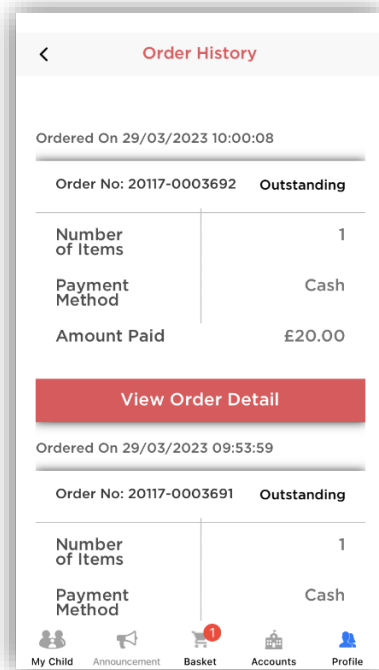 Order History
Ordered On 29/03/2023 10:00:08
Order No: 20117-0003692 Outstanding
Number 1
of Items
Payment Cash
Method
Amount Paid £20.00
View Order Detail
Ordered On 29/03/2023 09:53:59
Order No: 20117-0003691 Outstanding
Number 1
of Items
Payment Cash
Method
1
My Child Announcement Basket Accounts Profile